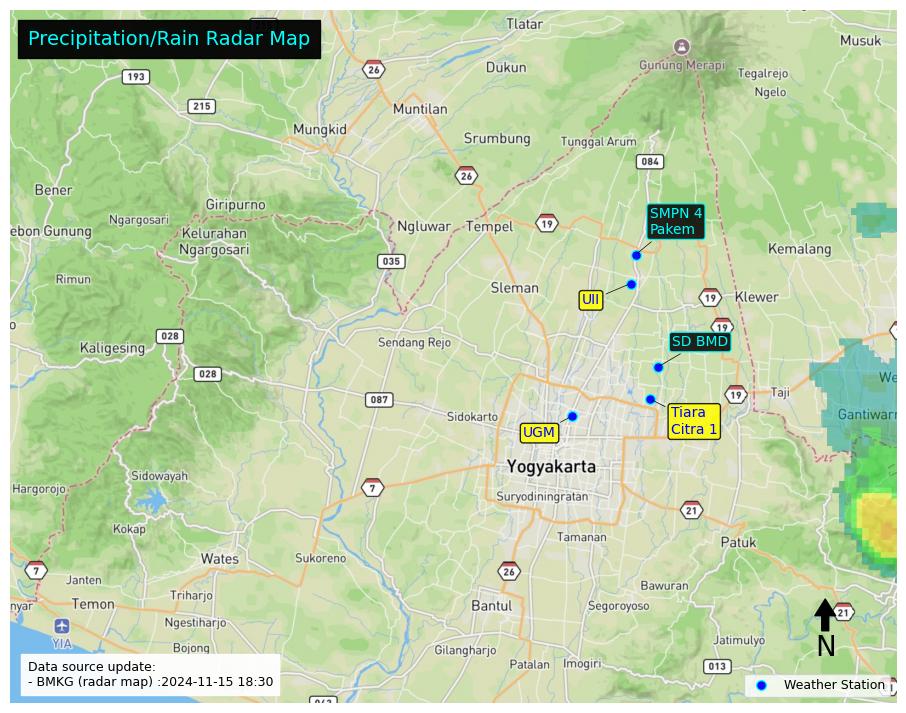 Precipitation/Rain Radar Map
Tlatar
Musuk
26
193
Dukun
Gunung Merapi
Tegalrejo
Ngelo
215
Muntilan
Mungkid
Srumbung
Tunggal Arum
084
26
Bener
Giripurno
SMPN 4
Pakem
Ngargosari
ebon Gunung
Kelurahan
Ngargosari
Ngluwar
Tempel
19
Kemalang
035
Rimun
Sleman
UII
19
Klewer
19
028
Kaligesing
Sendang Rejo
SD BMD
028
We
087
19
Taji
Sidokarto
Tiara
Citra 1
Gantiwarn
UGM
Yogyakarta
Sidowayah
Hargorojo
7
Suryodiningratan
21
Kokap
Tamanan
Patuk
Wates
Sukoreno
7
26
Janten
Bawuran
nyar
Temon
Triharjo
Bantul
Segoroyoso
21
YIA
Ngestiharjo
N
Bojong
Gilangharjo
Jatimulyo
Patalan
Imogiri
013
Data source update:
- BMKG (radar map) :2024-11-15 18:30
Weather Station